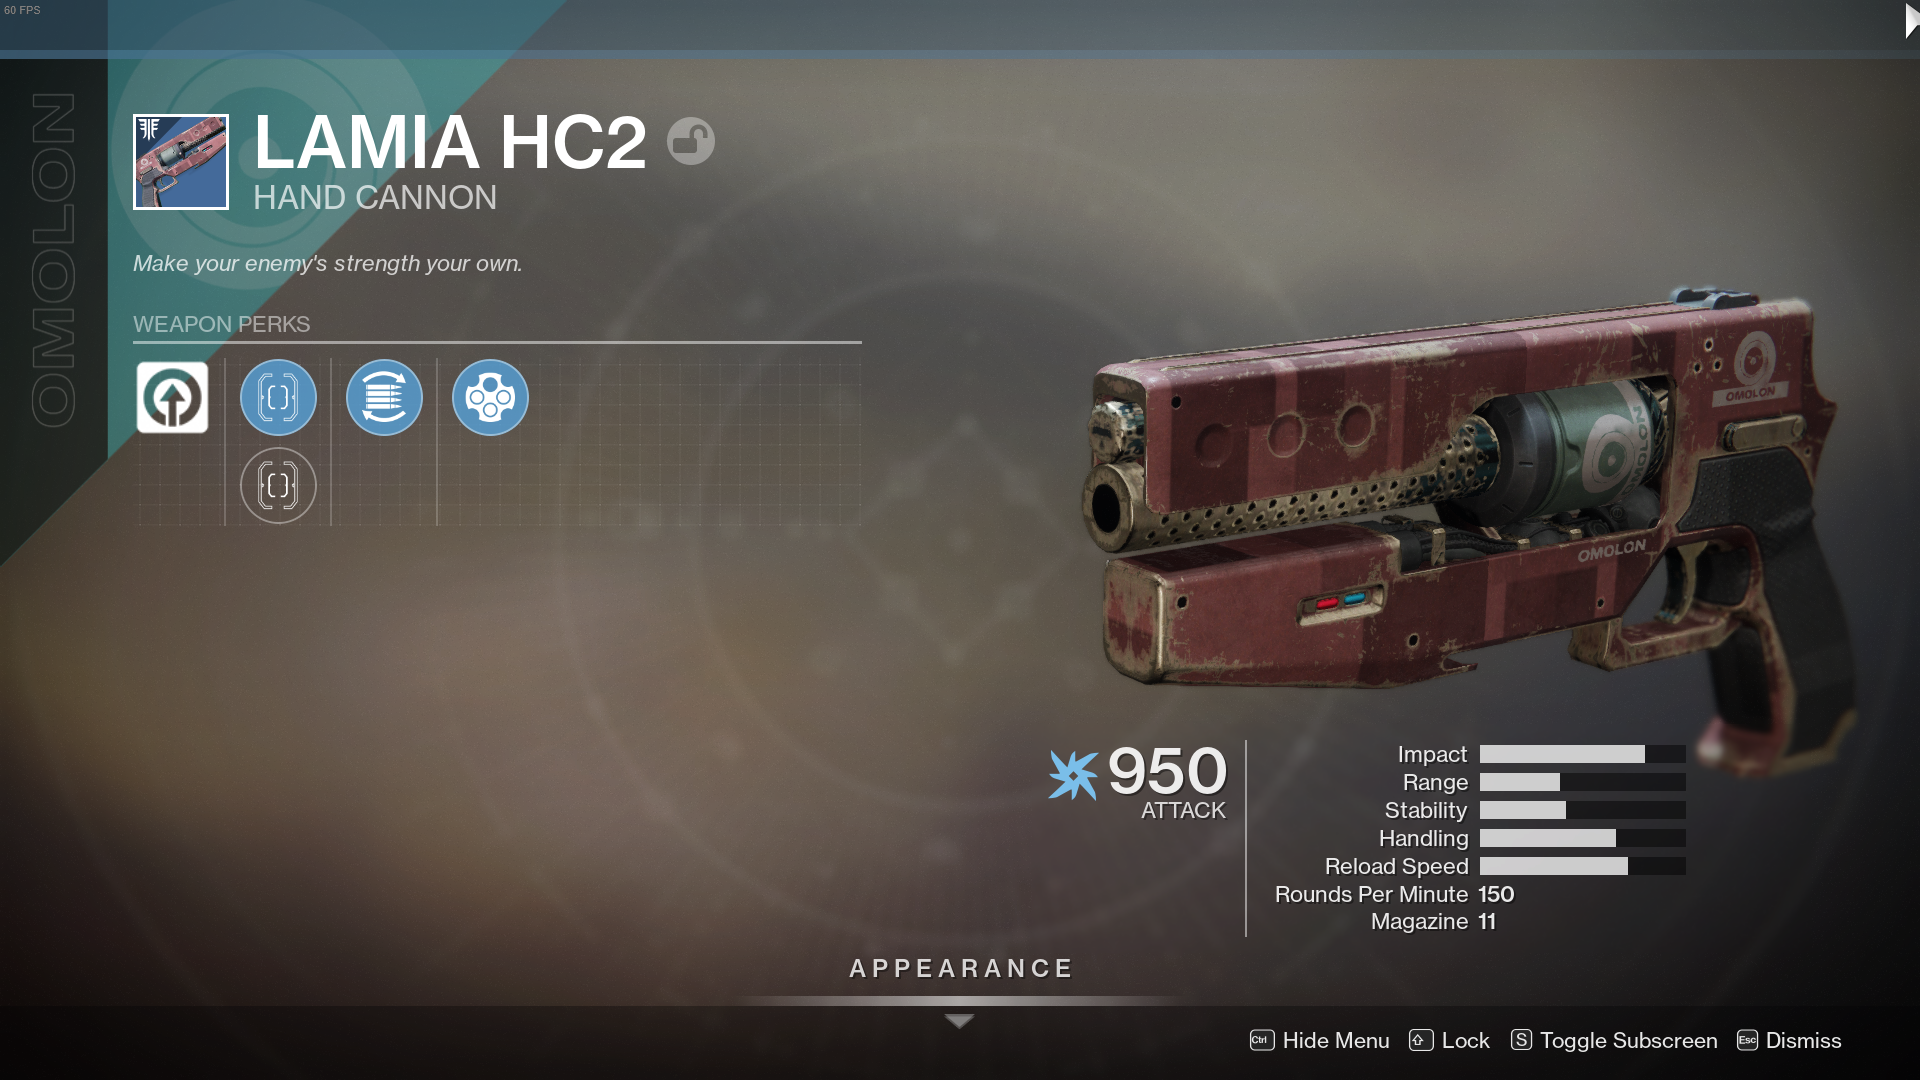 60 FPS
OMOLON
LAMIA HC2
HAND CANNON
Make your enemy's strength your own.
WEAPON PERKS
OMOLON
OMOLON
OMOLON
950
ATTACK
Impact
Range
Stability
Handling
Reload Speed
Rounds Per Minute 150
Magazine 11
APPEARANCE
Ctrl Hide Menu Lock S Toggle Subscreen Esc Dismiss